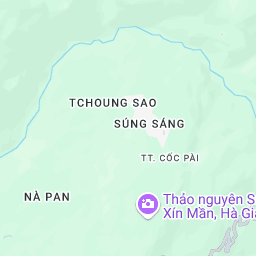 TCHOUNG SAO
SÚNG SÁNG
TT. CỐC PÀI
NÀ PAN
Thảo nguyên S
Xín Mần, Hà Gia